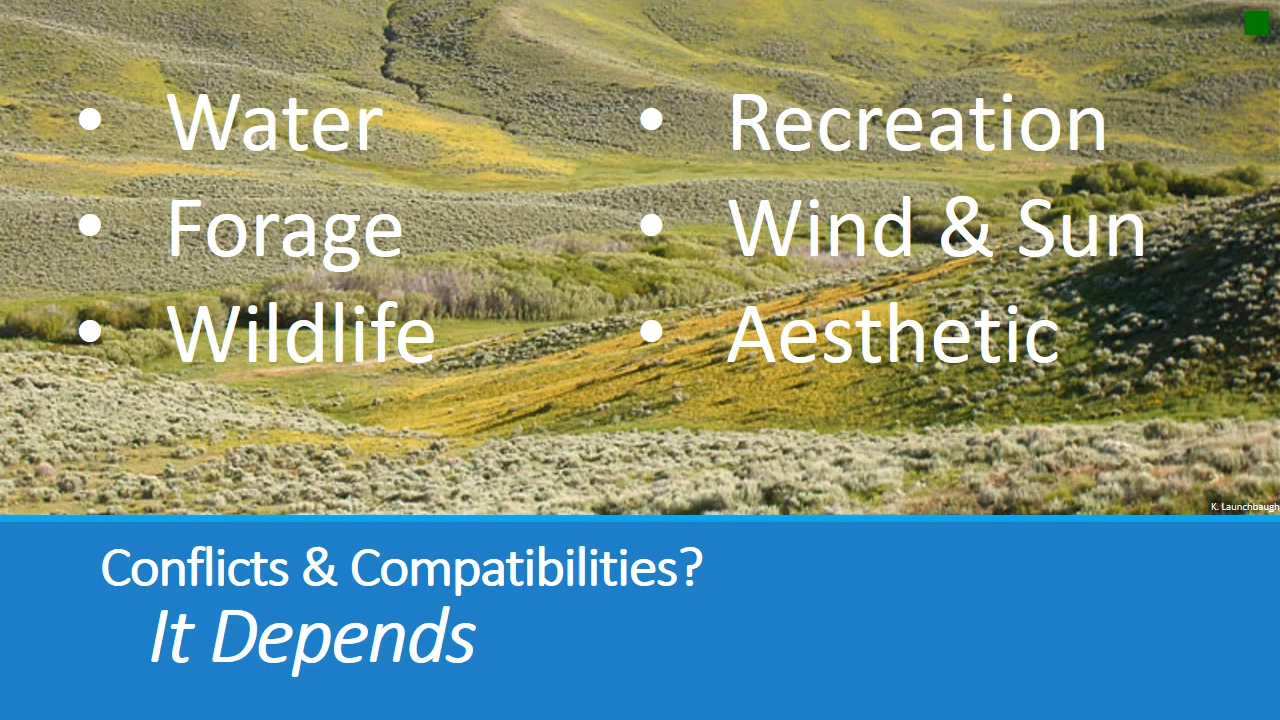 • Water
• Forage
• Wildlife
• Recreation
• Wind & Sun
• Aesthetic
K. Launchbaugh
Conflicts & Compatibilities?
It Depends